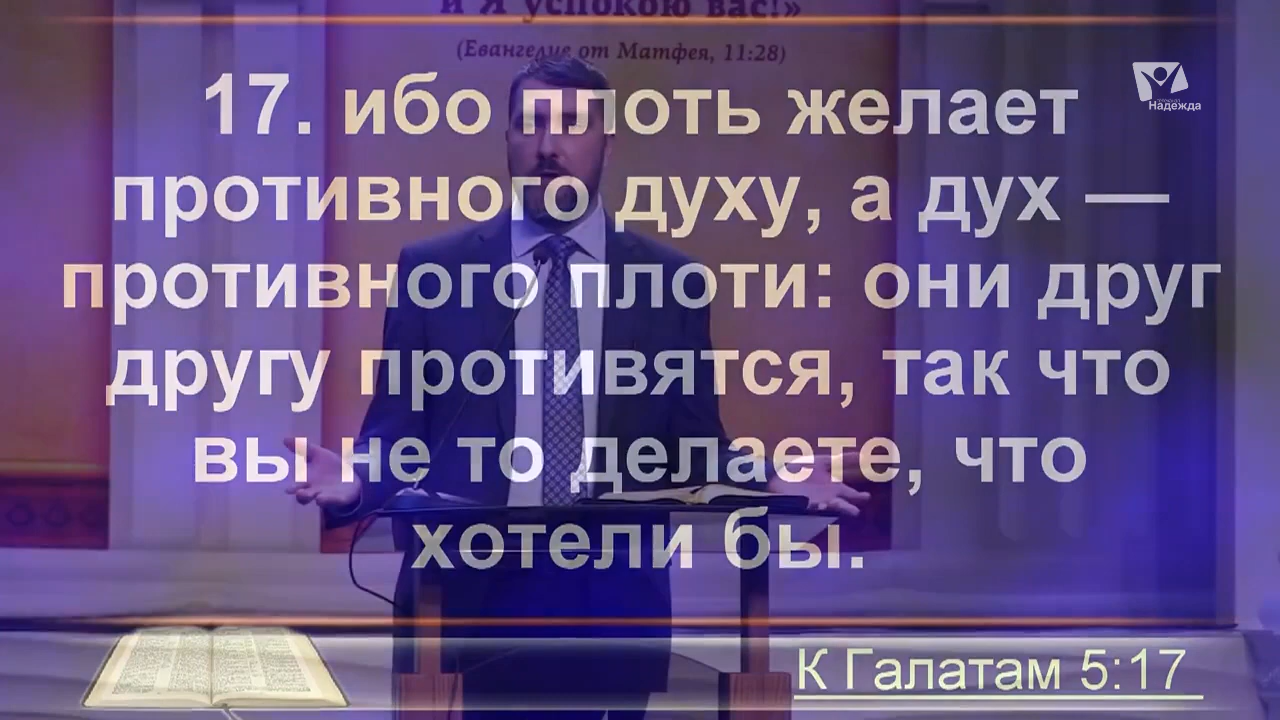 и Я успокою вас!»
(Евангелие от Матфея, 11:28)
Надежда
17. ибо плоть желает
противного духу, а дух —
противного плоти: они друг
другу противятся, так что
вы не то делаете, что
хотели бы.
К Галатам 5:17